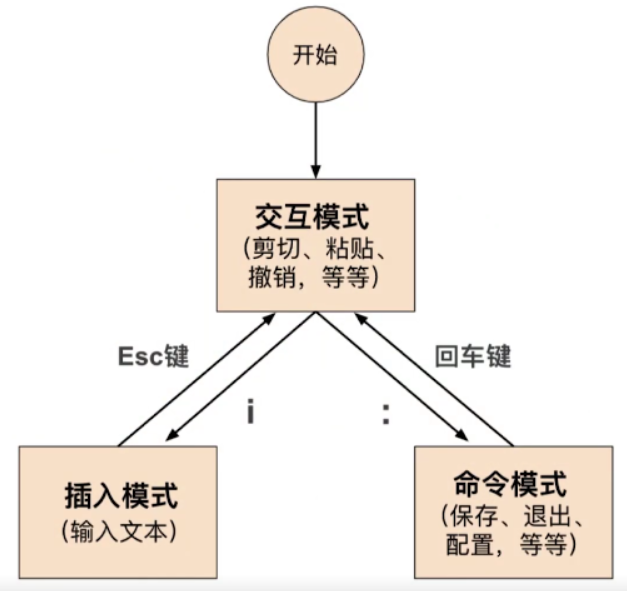 开始
交互模式
（剪切、粘贴、
撤销，等等）
Esc键
回车键
i
:
插入模式
（输入文本）
命令模式
（保存、退出、
配置，等等）